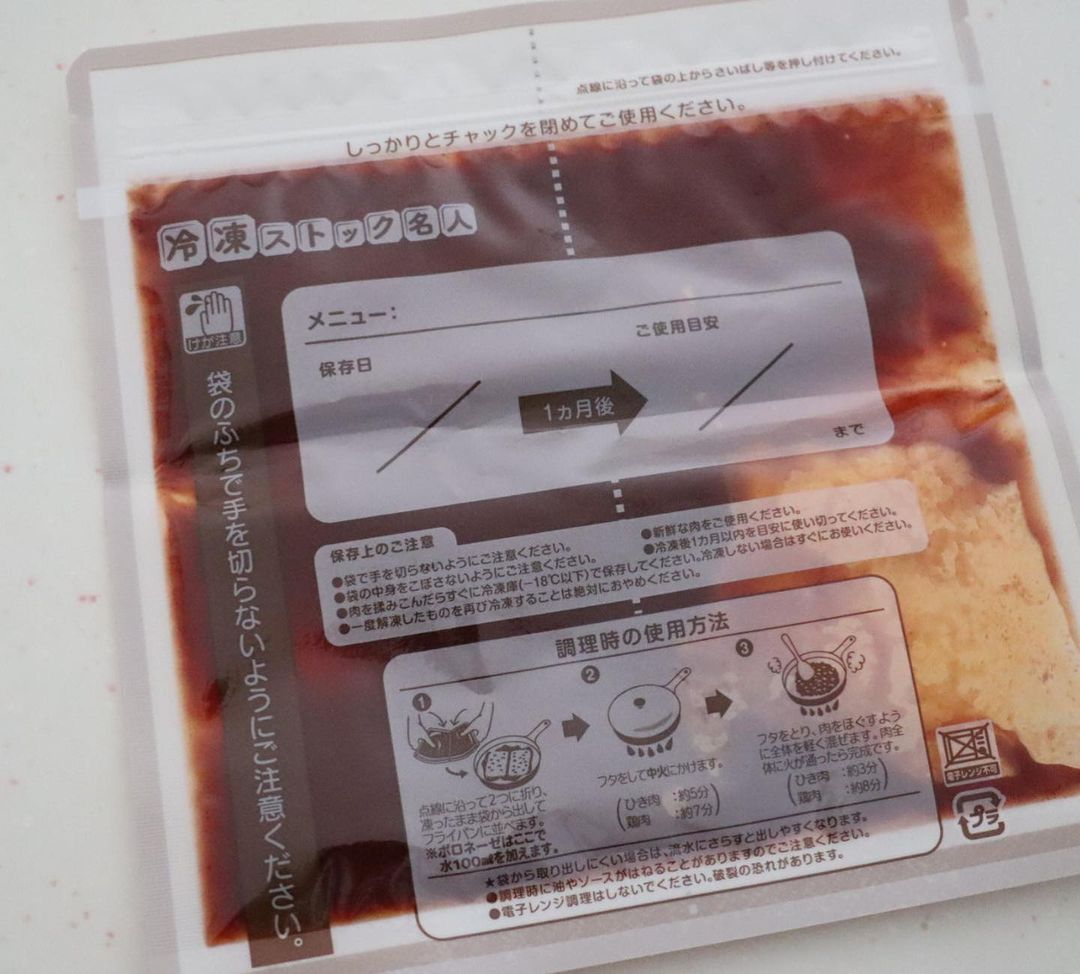 点線に沿って袋の上からさいばし等を押し付けてください。
しっかりとチャックを閉めてご使用ください。
冷凍ストック名人
けが注意
袋のふちで手を切らないようにご注意ください。
メニュー：
保存日
ご使用目安
1ヵ月後
まで
保存上のご注意
●袋で手を切らないようにご注意ください。
●袋の中身をこぼさないようにご注意ください。
●肉を揉みこんだらすぐに冷凍庫(−18℃以下)で保存してください。冷凍しない場合はすぐにお使いください。
●一度解凍したものを再び冷凍することは絶対におやめください。
●新鮮な肉をご使用ください。
●冷凍後1カ月以内を目安に使い切ってください。
調理時の使用方法
1
点線に沿って2つに折り、
凍ったまま袋から出して
フライパンに並べます。
※ボロネーゼはここで
水100㎖を加えます。
2
フタをして中火にかけます。
(ひき肉 ：約5分
鶏肉 ：約7分)
3
フタをとり、肉をほぐすよう
に全体を軽く混ぜます。肉全
体に火が通ったら完成です。
(ひき肉 ：約3分
鶏肉 ：約8分)
★袋から取り出しにくい場合は、流水にさらすと出しやすくなります。
●調理時に油やソースがはねることがありますのでご注意ください。
●電子レンジ調理はしないでください。破裂の恐れがあります。
電子レンジ不可
プラ